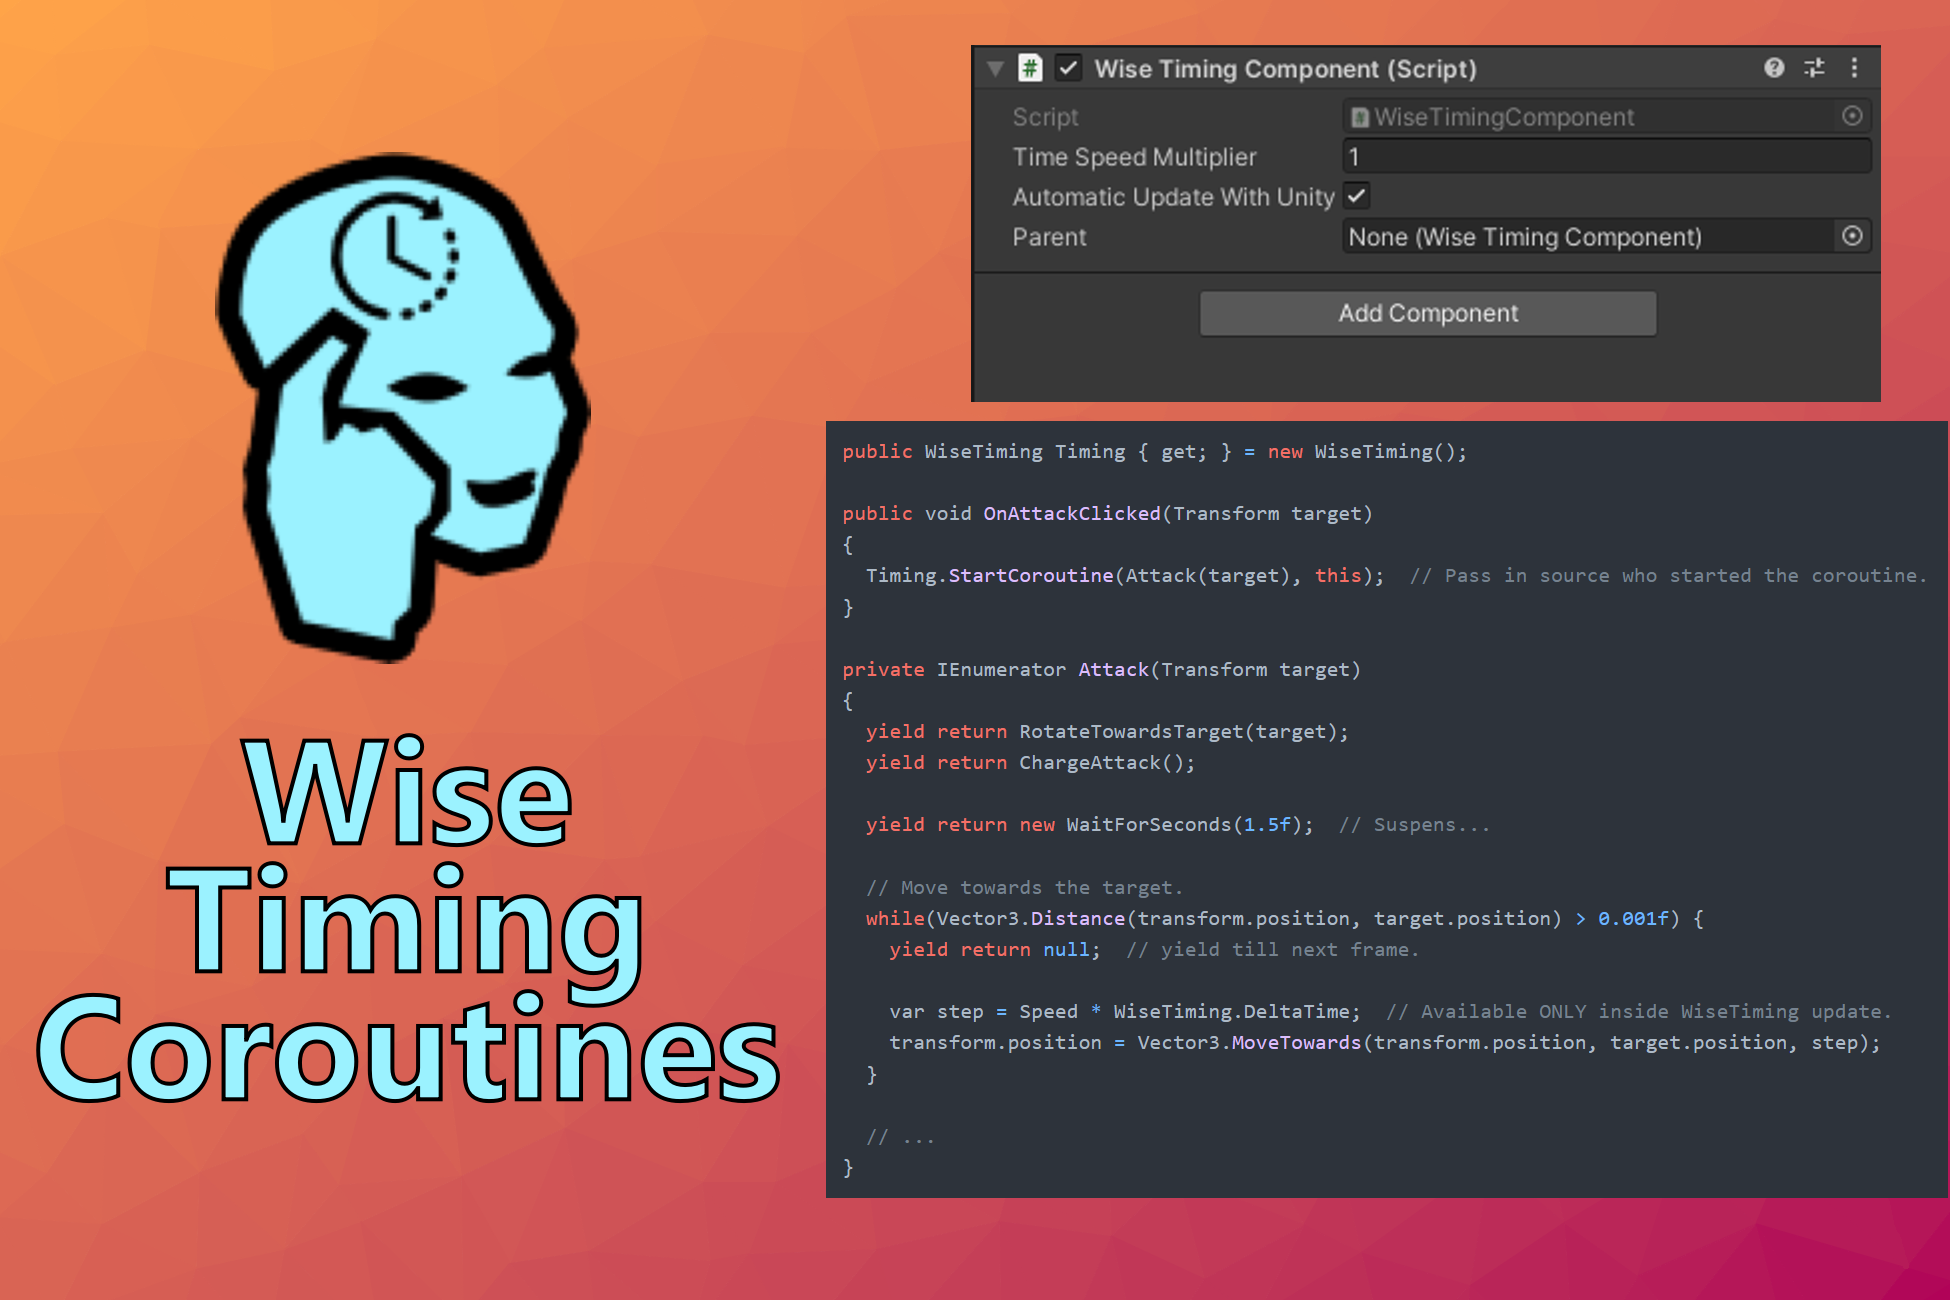 Wise
Timing
Coroutines
Wise Timing Component (Script)
Script WiseTimingComponent
Time Speed Multiplier 1
Automatic Update With Unity
Parent None (Wise Timing Component)
Add Component
public WiseTiming Timing { get; } = new WiseTiming();
public void OnAttackClicked(Transform target)
{
Timing.StartCoroutine(Attack(target), this); // Pass in source who started the coroutine.
}
private IEnumerator Attack(Transform target)
{
yield return RotateTowardsTarget(target);
yield return ChargeAttack();
yield return new WaitForSeconds(1.5f); // Suspens...
// Move towards the target.
while(Vector3.Distance(transform.position, target.position) > 0.001f) {
yield return null; // yield till next frame.
var step = Speed * WiseTiming.DeltaTime; // Available ONLY inside WiseTiming update.
transform.position = Vector3.MoveTowards(transform.position, target.position, step);
}
// ...
}